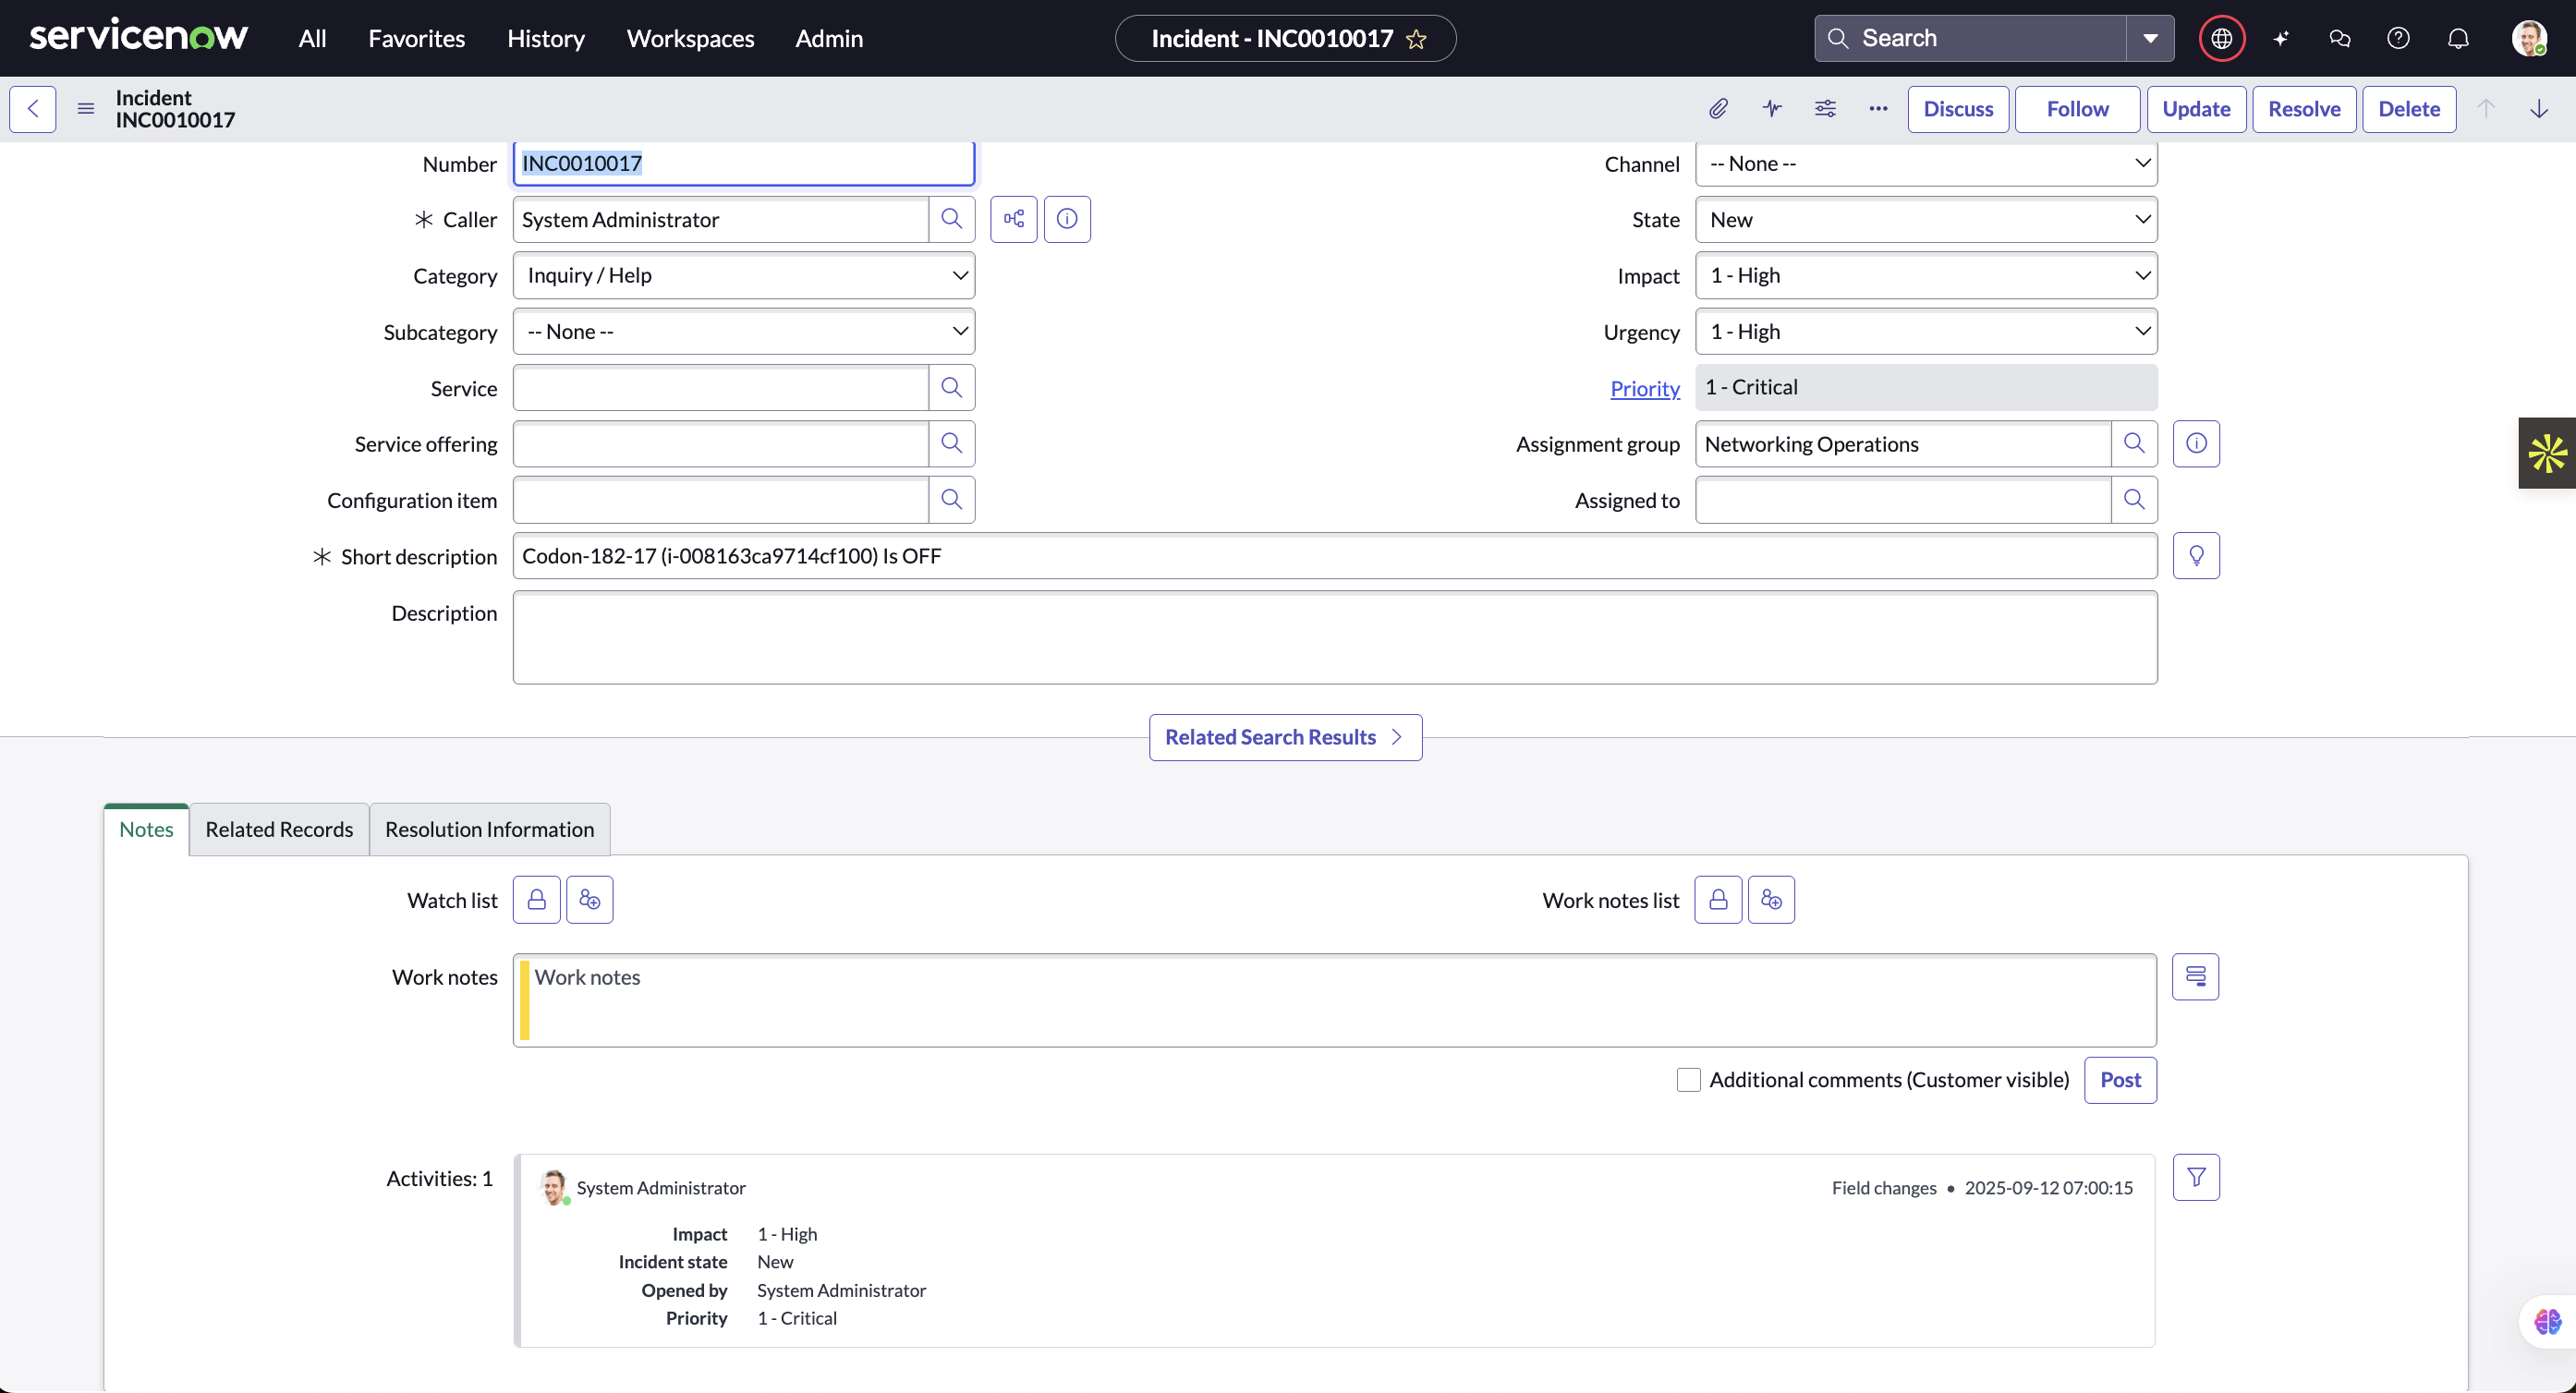 servicenow All Favorites History Workspaces Admin Incident - INC0010017 Search
Incident
INC0010017
Discuss Follow Update Resolve Delete
Number INC0010017 Channel -- None --
Caller System Administrator State New
Category Inquiry / Help Impact 1 - High
Subcategory -- None -- Urgency 1 - High
Service Priority 1 - Critical
Service offering Assignment group Networking Operations
Configuration item Assigned to
Short description Codon-182-17 (i-008163ca9714cf100) Is OFF
Description
Related Search Results
Notes Related Records Resolution Information
Watch list Work notes list
Work notes Work notes
Additional comments (Customer visible) Post
Activities: 1 System Administrator Field changes • 2025-09-12 07:00:15
Impact 1 - High
Incident state New
Opened by System Administrator
Priority 1 - Critical